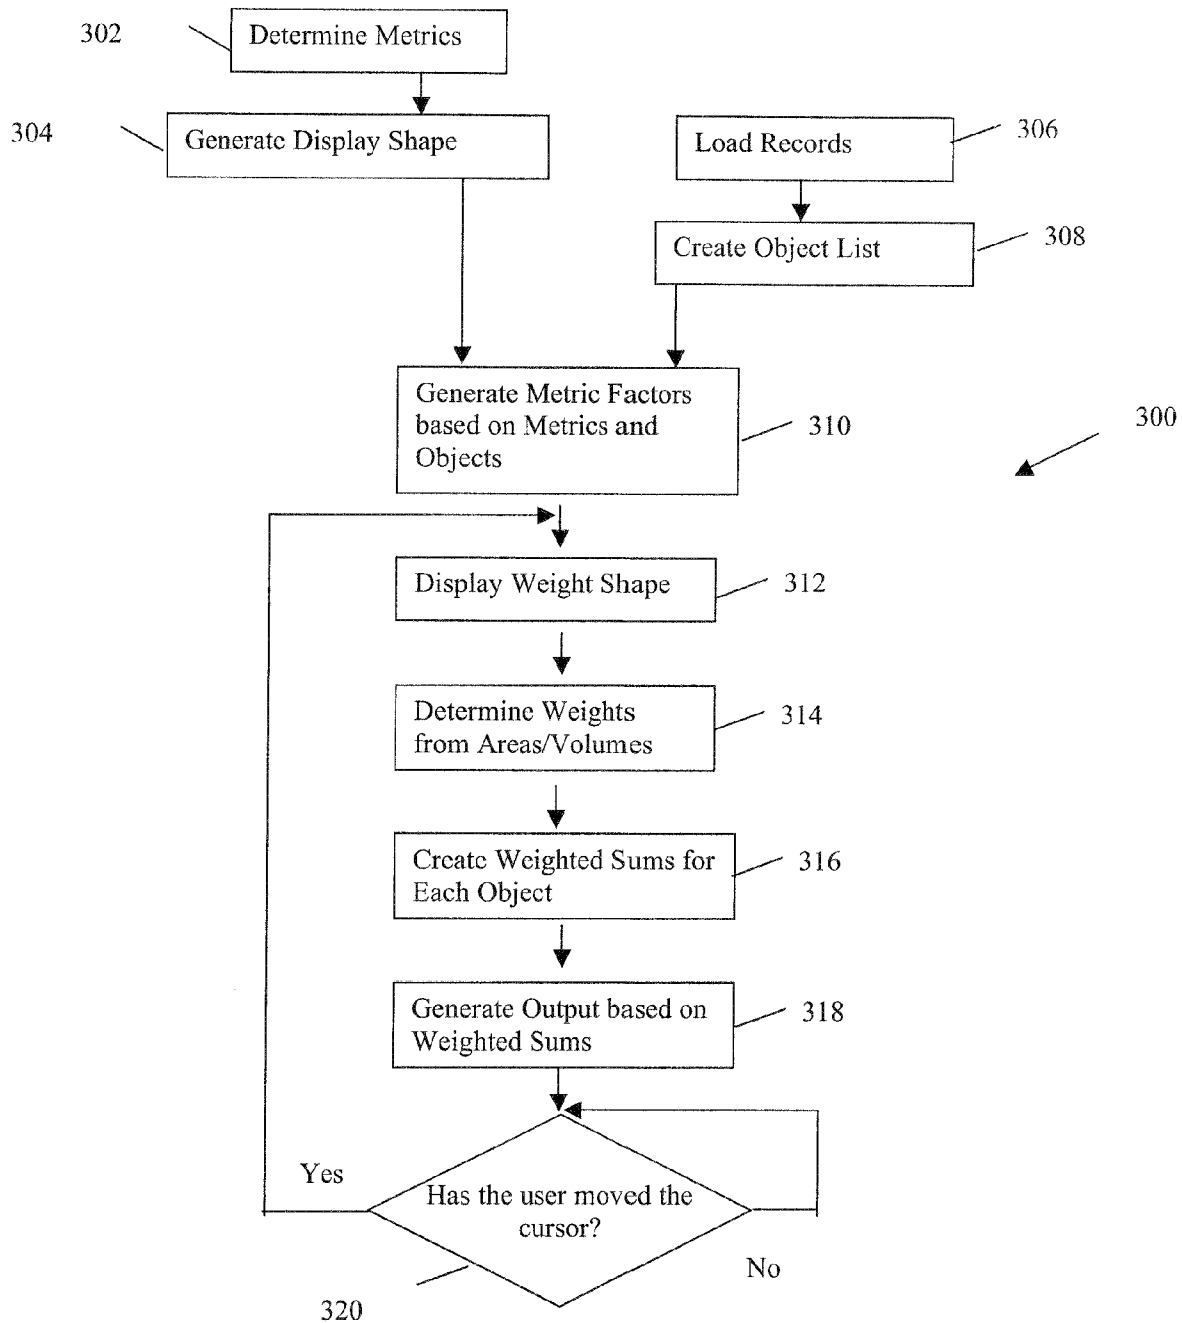 302
Determine Metrics
304
Generate Display Shape
Load Records
306
Create Object List
308
Generate Metric Factors
based on Metrics and
Objects
310
300
Display Weight Shape
312
Determine Weights
from Areas/Volumes
314
Create Weighted Sums for
Each Object
316
Generate Output based on
Weighted Sums
318
Yes
Has the user moved the
cursor?
No
320